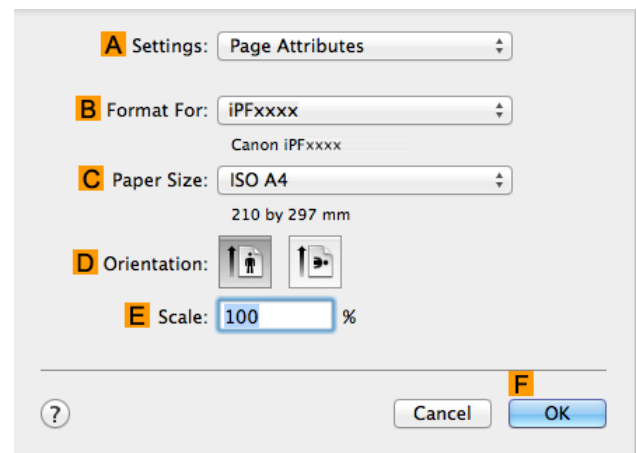 A Settings: Page Attributes
B Format For: iPFxxxx
Canon iPFxxxx
C Paper Size: ISO A4
210 by 297 mm
D Orientation:
E Scale: 100 %
F
? Cancel OK